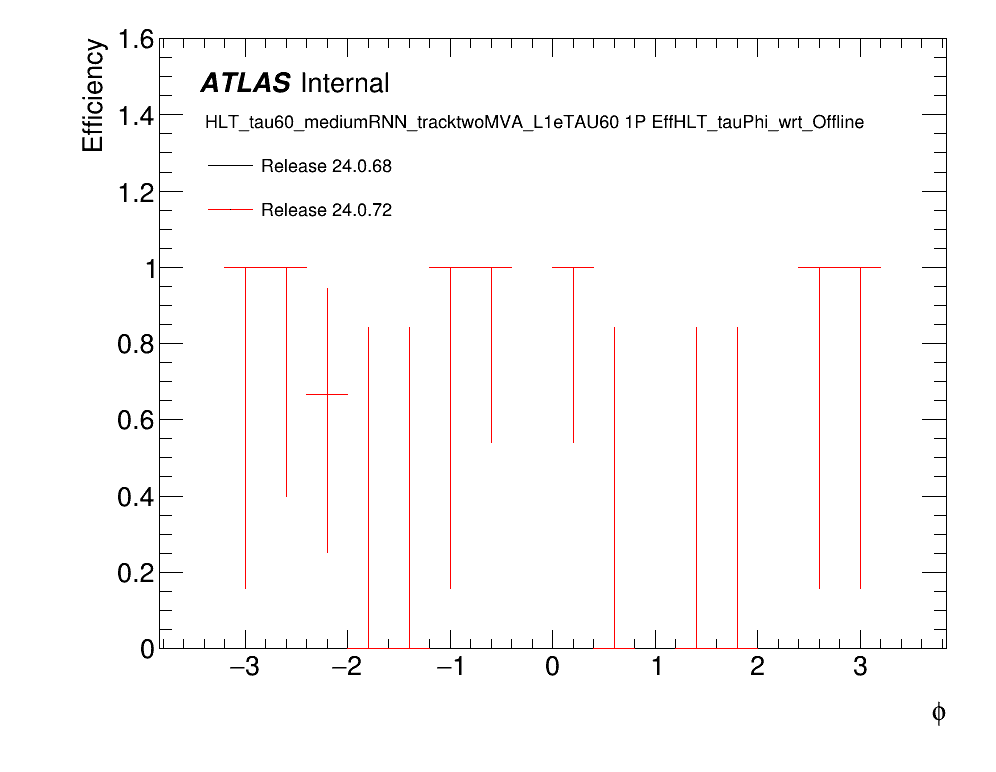 Efficiency
1.6
1.4
1.2
1
0.8
0.6
0.4
0.2
0
ATLAS Internal
HLT_tau60_mediumRNN_tracktwoMVA_L1eTAU60 1P EffHLT_tauPhi_wrt_Offline
Release 24.0.68
Release 24.0.72
−3 −2 −1 0 1 2 3
ϕ